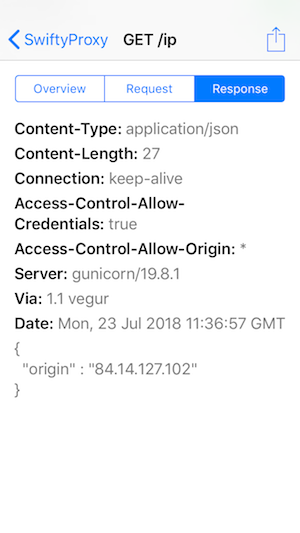 SwiftyProxy GET /ip
Overview Request Response
Content-Type: application/json
Content-Length: 27
Connection: keep-alive
Access-Control-Allow-
Credentials: true
Access-Control-Allow-Origin: *
Server: gunicorn/19.8.1
Via: 1.1 vegur
Date: Mon, 23 Jul 2018 11:36:57 GMT
{
  "origin" : "84.14.127.102"
}